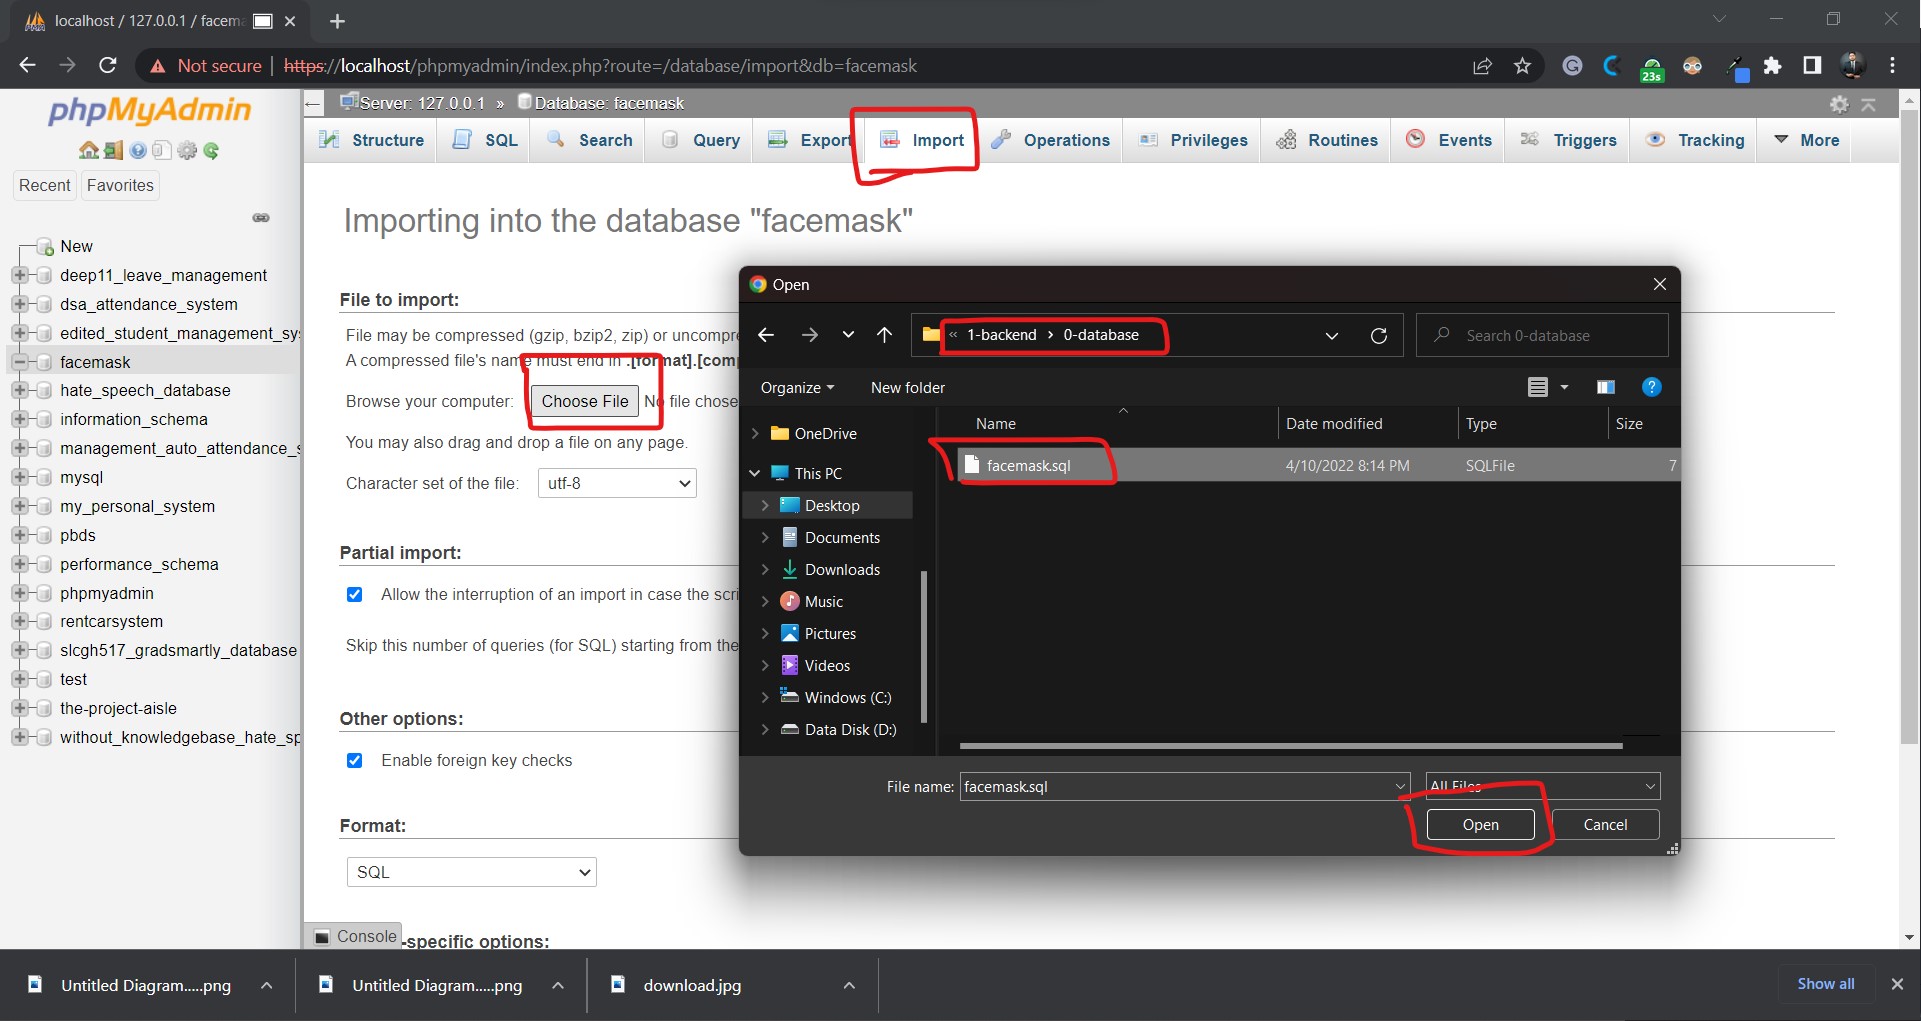 localhost / 127.0.0.1 / facem
Not secure | https://localhost/phpmyadmin/index.php?route=/database/import&db=facemask
23s
phpMyAdmin
Recent Favorites
New
deep11_leave_management
dsa_attendance_system
edited_student_management_sys
facemask
hate_speech_database
information_schema
management_auto_attendance_s
mysql
my_personal_system
pbds
performance_schema
phpmyadmin
rentcarsystem
slcgh517_gradsmartly_database
test
the-project-aisle
without_knowledgebase_hate_sp
Server: 127.0.0.1 » Database: facemask
Structure SQL Search Query Export Import Operations Privileges Routines Events Triggers Tracking More
Importing into the database "facemask"
File to import:
File may be compressed (gzip, bzip2, zip) or uncompre
A compressed file's name must end in .[format].[comp
Browse your computer: Choose File No file chose
You may also drag and drop a file on any page.
Character set of the file: utf-8
Partial import:
Allow the interruption of an import in case the scri
Skip this number of queries (for SQL) starting from the
Other options:
Enable foreign key checks
Format:
SQL
-specific options:
Console
Open
« 1-backend › 0-database
Search 0-database
Organize New folder
Name Date modified Type Size
OneDrive
This PC
Desktop
Documents
Downloads
Music
Pictures
Videos
Windows (C:)
Data Disk (D:)
facemask.sql 4/10/2022 8:14 PM SQLFile 7
File name: facemask.sql All Files
Open Cancel
Untitled Diagram.....png Untitled Diagram.....png download.jpg Show all